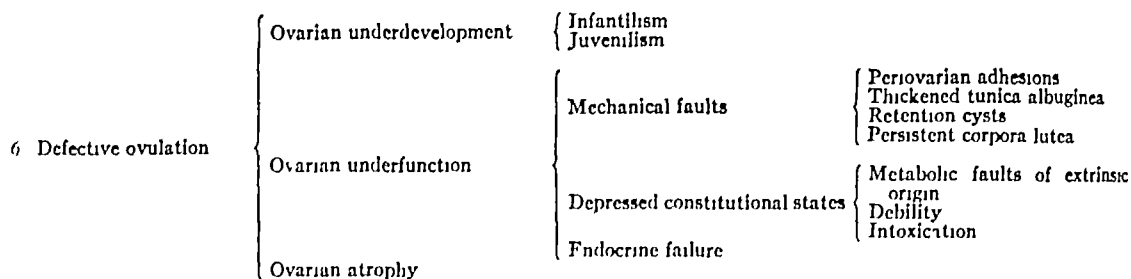 6 Defective ovulation
Ovarian underdevelopment
Infantilism
Juvenilism
Ovarian underfunction
Mechanical faults
Periovarian adhesions
Thickened tunica albuginea
Retention cysts
Persistent corpora lutea
Depressed constitutional states
Metabolic faults of extrinsic
origin
Debility
Intoxication
Endocrine failure
Ovarian atrophy